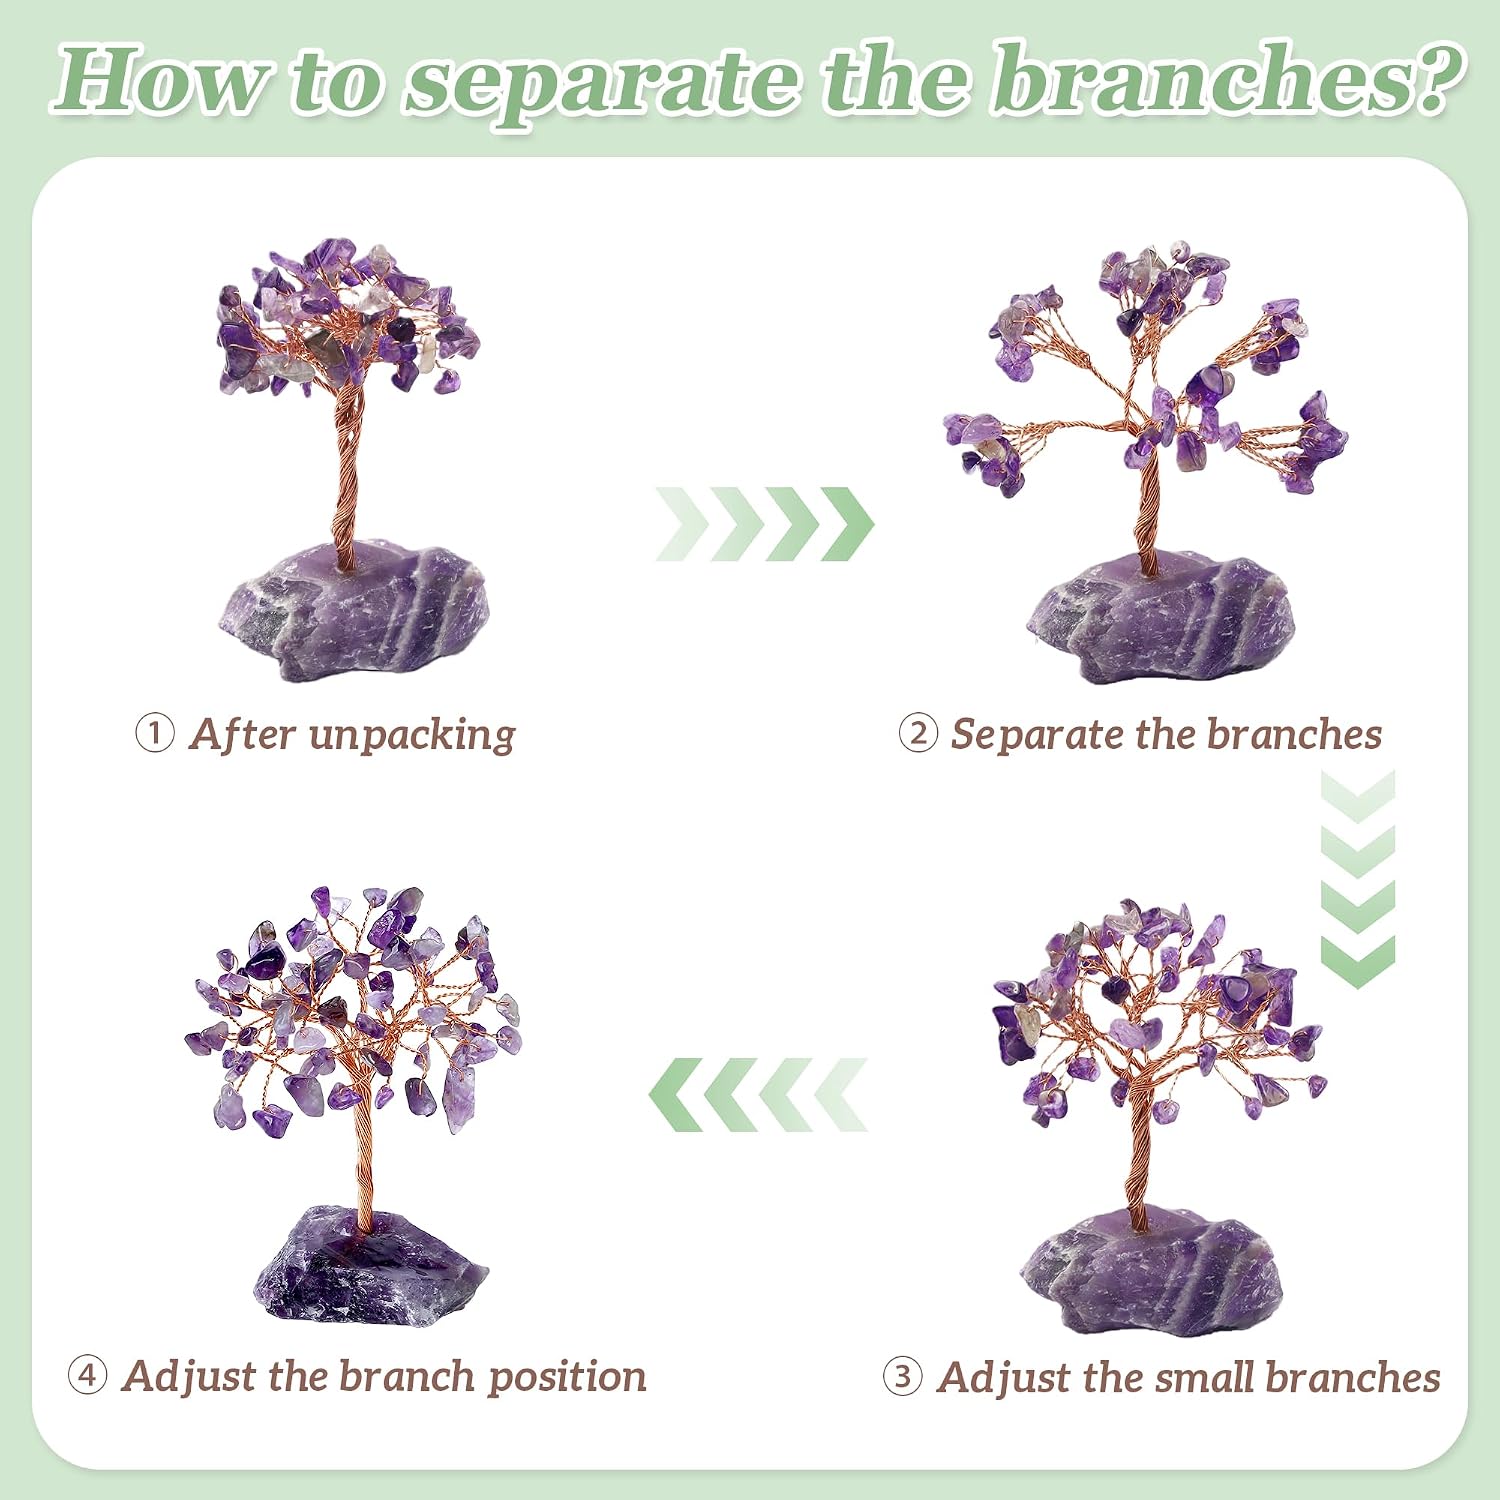 How to separate the branches?
① After unpacking
② Separate the branches
③ Adjust the small branches
④ Adjust the branch position